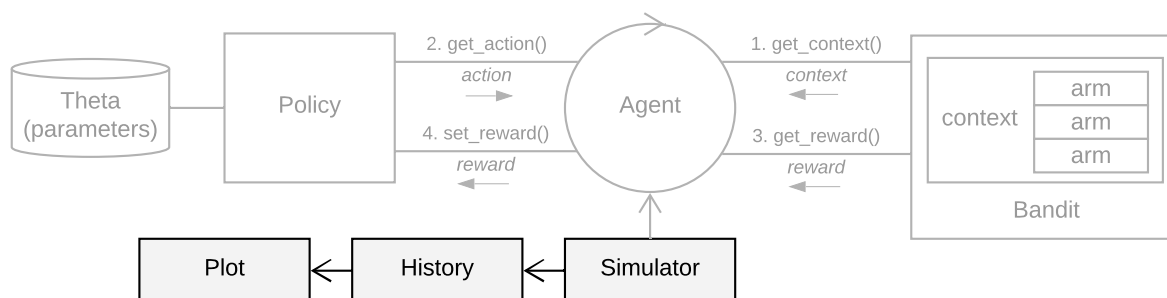 Theta
(parameters)
Policy
2. get_action()
action
4. set_reward()
reward
Agent
1. get_context()
context
3. get_reward()
reward
context
arm
arm
arm
Bandit
Plot
History
Simulator